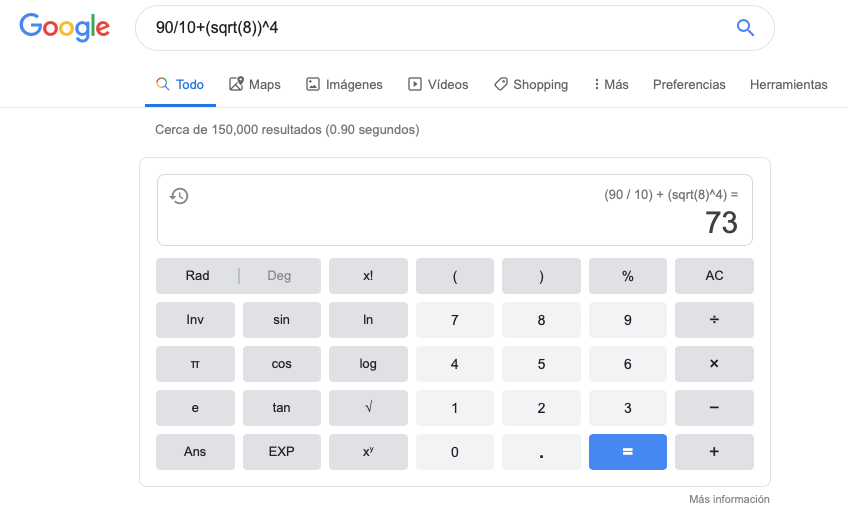 Google 90/10+(sqrt(8))^4
Todo Maps Imágenes Vídeos Shopping Más Preferencias Herramientas
Cerca de 150,000 resultados (0.90 segundos)
(90 / 10) + (sqrt(8)^4) =
73
Rad | Deg x! ( ) % AC
Inv sin ln 7 8 9 ÷
π cos log 4 5 6 ×
e tan √ 1 2 3 −
Ans EXP xʸ 0 . = +
Más información